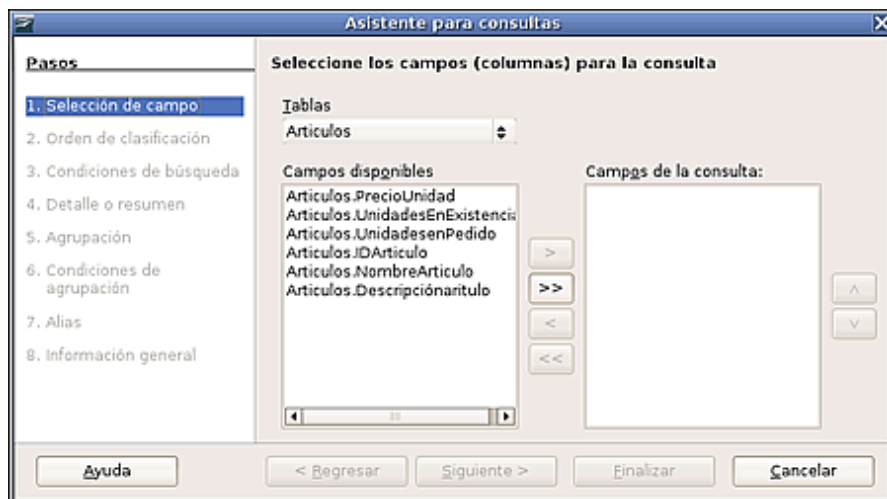 Asistente para consultas
Pasos
1. Selección de campo
2. Orden de clasificación
3. Condiciones de búsqueda
4. Detalle o resumen
5. Agrupación
6. Condiciones de
agrupación
7. Alias
8. Información general
Seleccione los campos (columnas) para la consulta
Tablas
Articulos
Campos disponibles
Articulos.PrecioUnidad
Articulos.UnidadesEnExistencia
Articulos.UnidadesenPedido
Articulos.IDArticulo
Articulos.NombreArticulo
Articulos.Descripciónaritulo
>
>>
<
<<
Campos de la consulta:
Ayuda
< Regresar
Siguiente >
Finalizar
Cancelar